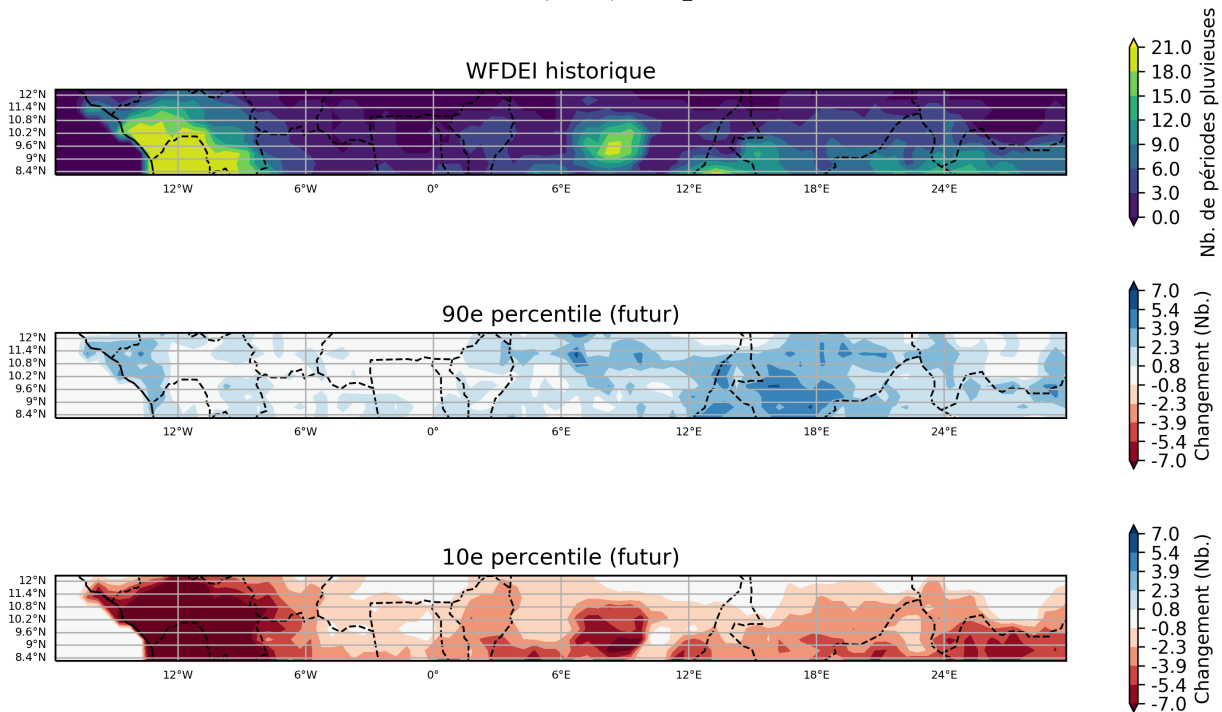 WFDEI historique
12°N
11.4°N
10.8°N
10.2°N
9.6°N
9°N
8.4°N
12°W
6°W
0°
6°E
12°E
18°E
24°E
21.0
18.0
15.0
12.0
9.0
6.0
3.0
0.0
Nb. de périodes pluvieuses
90e percentile (futur)
12°N
11.4°N
10.8°N
10.2°N
9.6°N
9°N
8.4°N
12°W
6°W
0°
6°E
12°E
18°E
24°E
7.0
5.4
3.9
2.3
0.8
-0.8
-2.3
-3.9
-5.4
-7.0
Changement (Nb.)
10e percentile (futur)
12°N
11.4°N
10.8°N
10.2°N
9.6°N
9°N
8.4°N
12°W
6°W
0°
6°E
12°E
18°E
24°E
7.0
5.4
3.9
2.3
0.8
-0.8
-2.3
-3.9
-5.4
-7.0
Changement (Nb.)